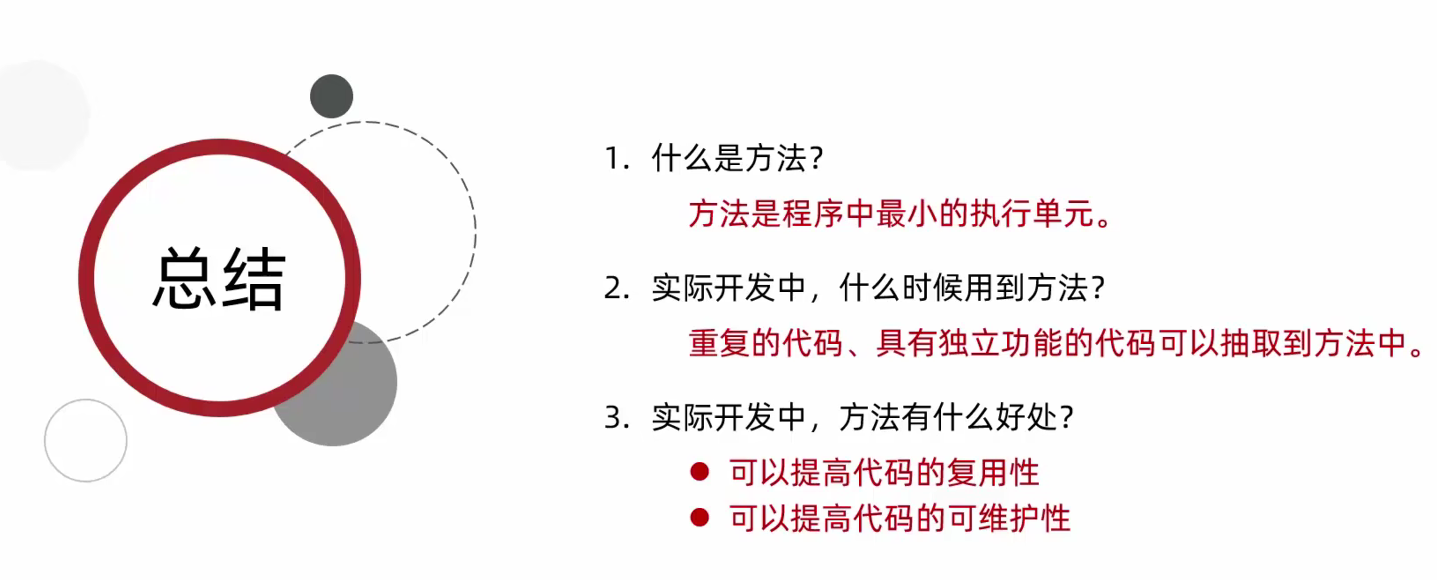 总结
1. 什么是方法？
方法是程序中最小的执行单元。
2. 实际开发中，什么时候用到方法？
重复的代码、具有独立功能的代码可以抽取到方法中。
3. 实际开发中，方法有什么好处？
● 可以提高代码的复用性
● 可以提高代码的可维护性